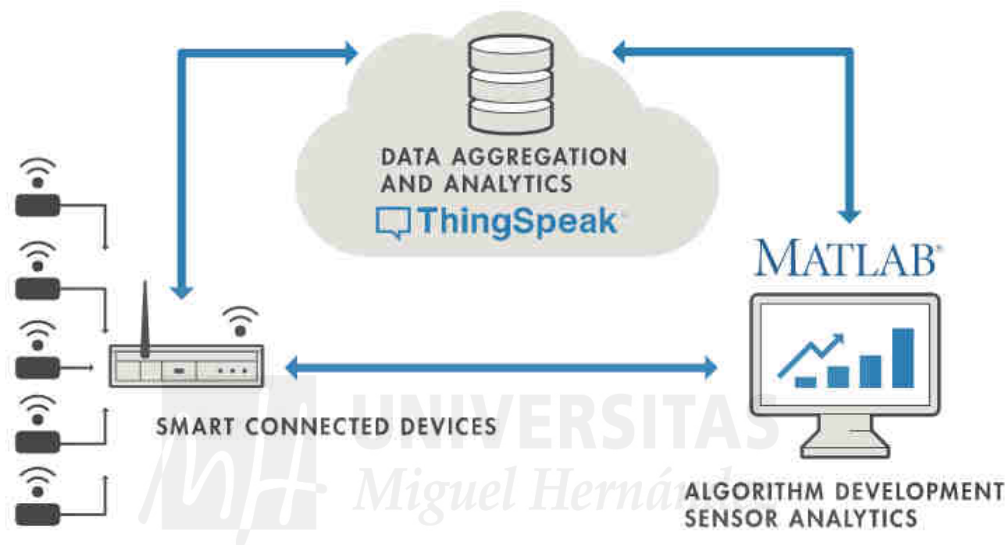 DATA AGGREGATION
AND ANALYTICS
ThingSpeak
MATLAB®
SMART CONNECTED DEVICES
UNIVERSITAS
Miguel Hernández
ALGORITHM DEVELOPMENT
SENSOR ANALYTICS